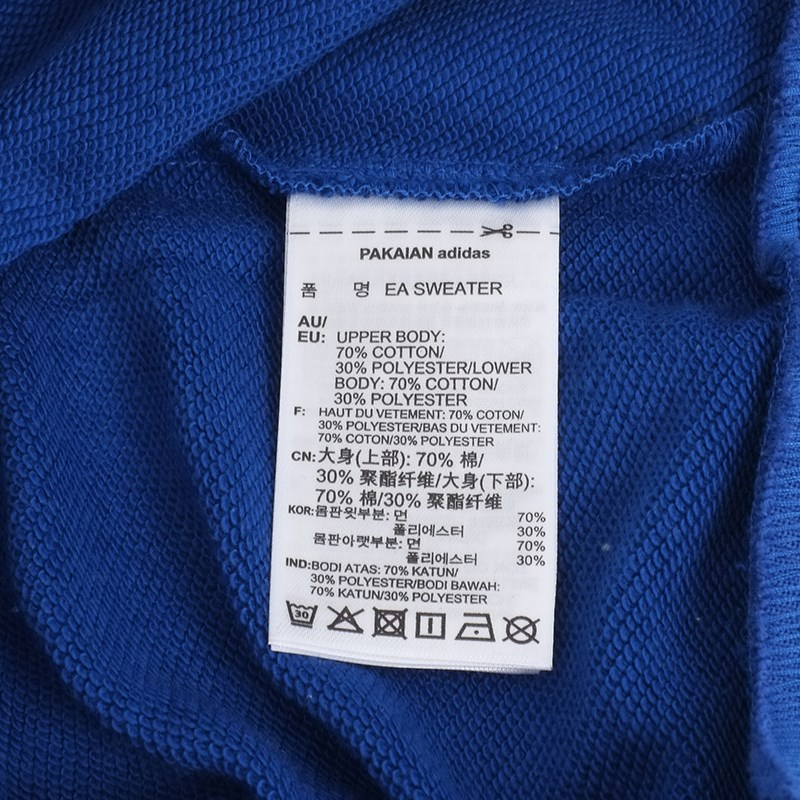 PAKAIAN adidas
품 명 EA SWEATER
AU/
EU: UPPER BODY:
70% COTTON/
30% POLYESTER/LOWER
BODY: 70% COTTON/
30% POLYESTER
F: HAUT DU VETEMENT: 70% COTON/
30% POLYESTER/BAS DU VETEMENT:
70% COTON/30% POLYESTER
CN:大身(上部): 70% 棉/
30% 聚酯纤维/大身(下部):
70% 棉/30% 聚酯纤维
KOR:몸판윗부분: 면 70%
폴리에스터 30%
몸판아랫부분: 면 70%
폴리에스터 30%
IND:BODI ATAS: 70% KATUN/
30% POLYESTER/BODI BAWAH:
70% KATUN/30% POLYESTER
30